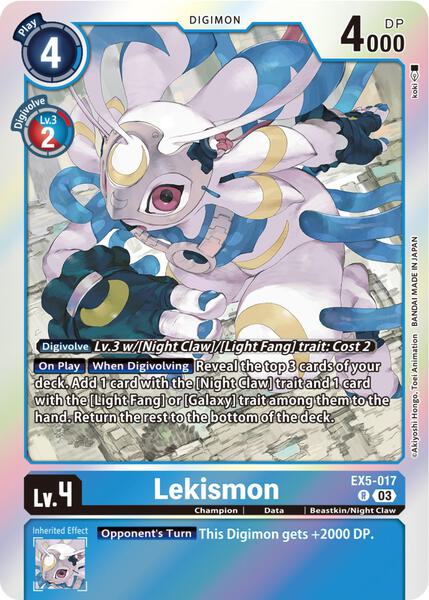 DIGIMON
Play
4
DP
4000
Digivolve
Lv.3
2
koki
Digivolve Lv.3 w/[Night Claw]/[Light Fang] trait: Cost 2
On Play When Digivolving Reveal the top 3 cards of your
deck. Add 1 card with the [Night Claw] trait and 1 card
with the [Light Fang] or [Galaxy] trait among them to the
hand. Return the rest to the bottom of the deck.
©Akiyoshi Hongo, Toei Animation BANDAI MADE IN JAPAN
Lv.4
Lekismon
EX5-017
R 03
Champion Data Beastkin/Night Claw
Inherited Effect
Opponent's Turn This Digimon gets +2000 DP.